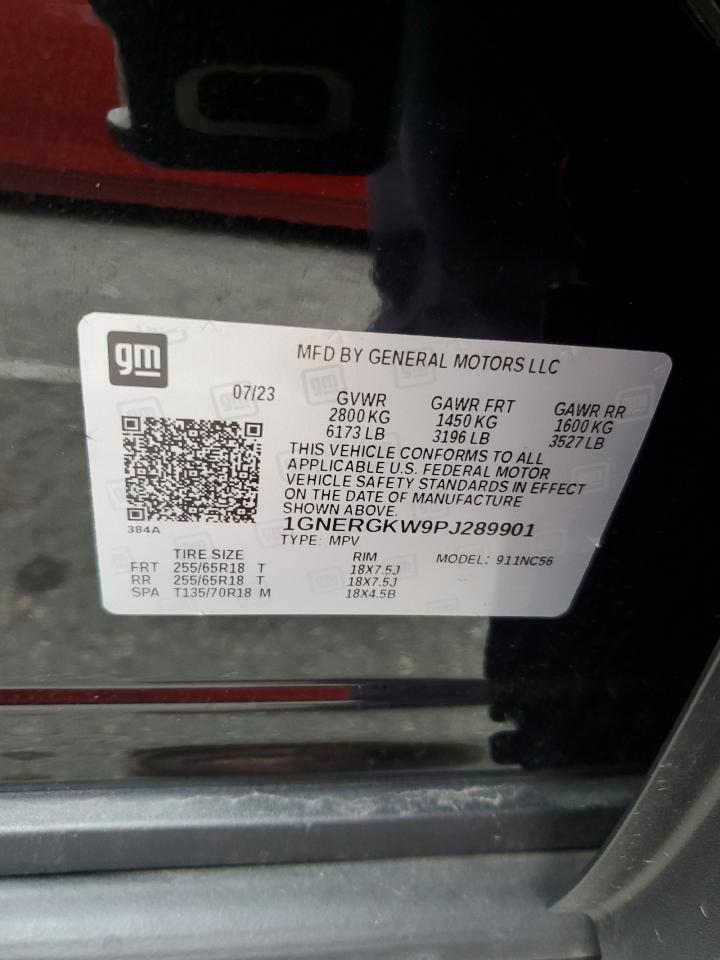 gm
MFD BY GENERAL MOTORS LLC
07/23
GVWR GAWR FRT GAWR RR
2800 KG 1450 KG 1600 KG
6173 LB 3196 LB 3527 LB
THIS VEHICLE CONFORMS TO ALL
APPLICABLE U.S. FEDERAL MOTOR
VEHICLE SAFETY STANDARDS IN EFFECT
ON THE DATE OF MANUFACTURE
SHOWN ABOVE.
384A
1GNERGKW9PJ289901
TYPE: MPV MODEL: 911NC56
TIRE SIZE RIM
FRT 255/65R18 T 18X7.5J
RR 255/65R18 T 18X7.5J
SPA T135/70R18 M 18X4.5B